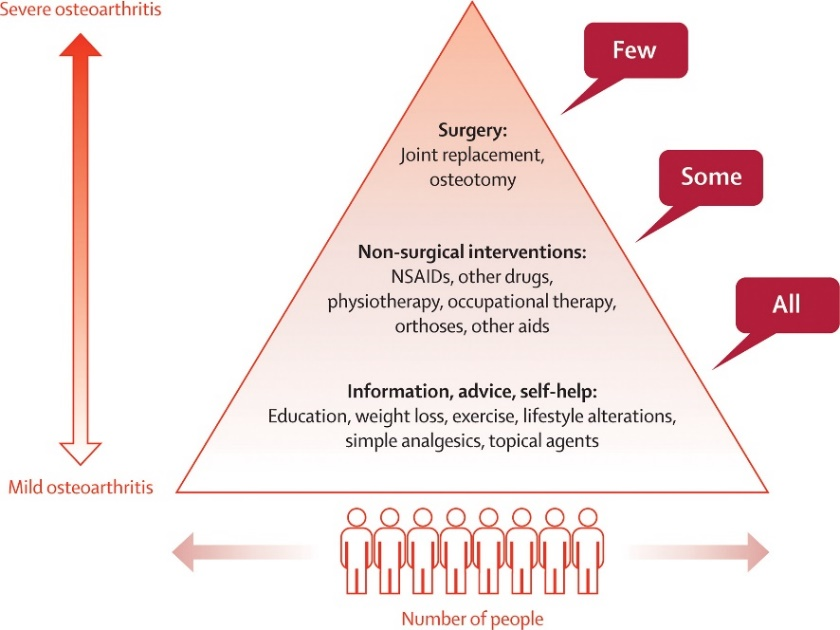 Severe osteoarthritis
Few
Surgery:
Joint replacement,
osteotomy
Some
Non-surgical interventions:
NSAIDs, other drugs,
physiotherapy, occupational therapy,
orthoses, other aids
All
Information, advice, self-help:
Education, weight loss, exercise, lifestyle alterations,
simple analgesics, topical agents
Mild osteoarthritis
Number of people